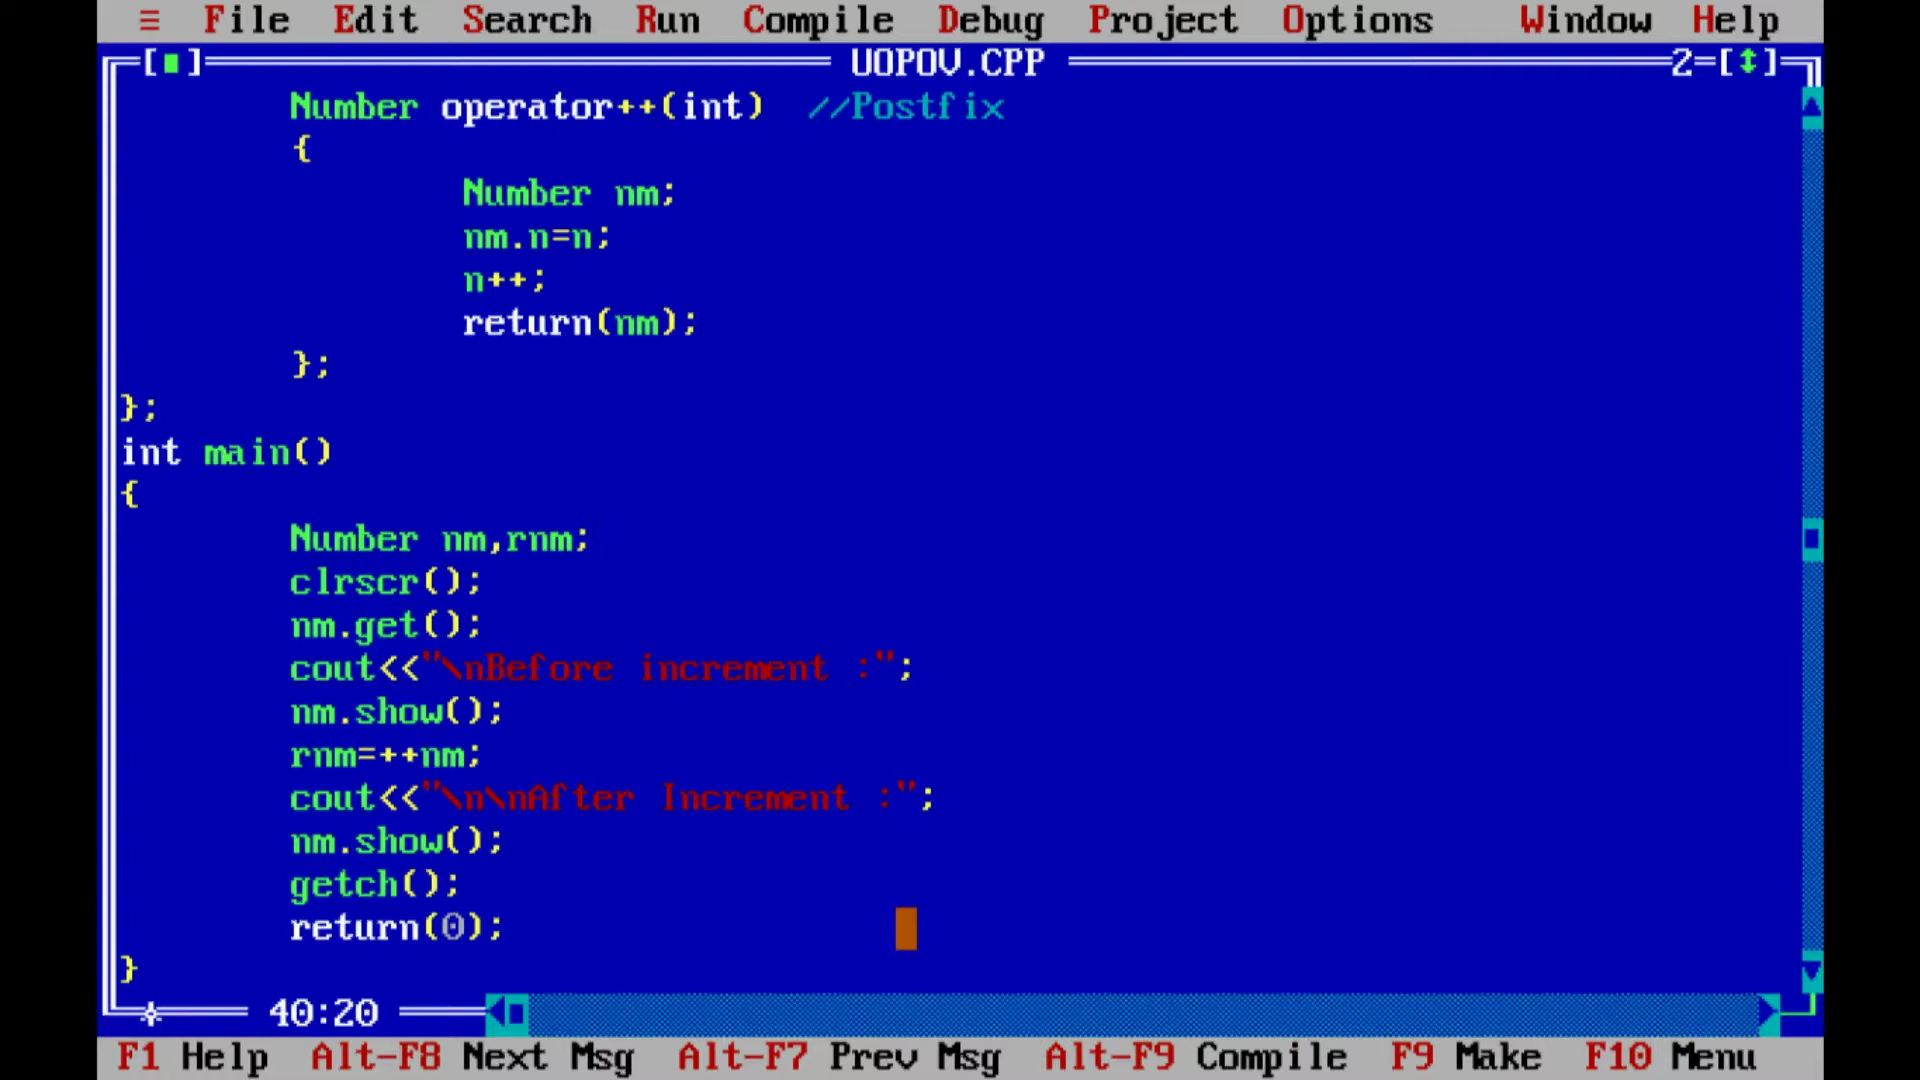 ≡ File Edit Search Run Compile Debug Project Options Window Help
[■] UOPOV.CPP 2=[↕]
Number operator++(int) //Postfix
{
Number nm;
nm.n=n;
n++;
return(nm);
};
};
int main()
{
Number nm,rnm;
clrscr();
nm.get();
cout<<"\nBefore increment :";
nm.show();
rnm=++nm;
cout<<"\n\nAfter Increment :";
nm.show();
getch();
return(0);
}
40:20
F1 Help Alt-F8 Next Msg Alt-F7 Prev Msg Alt-F9 Compile F9 Make F10 Menu